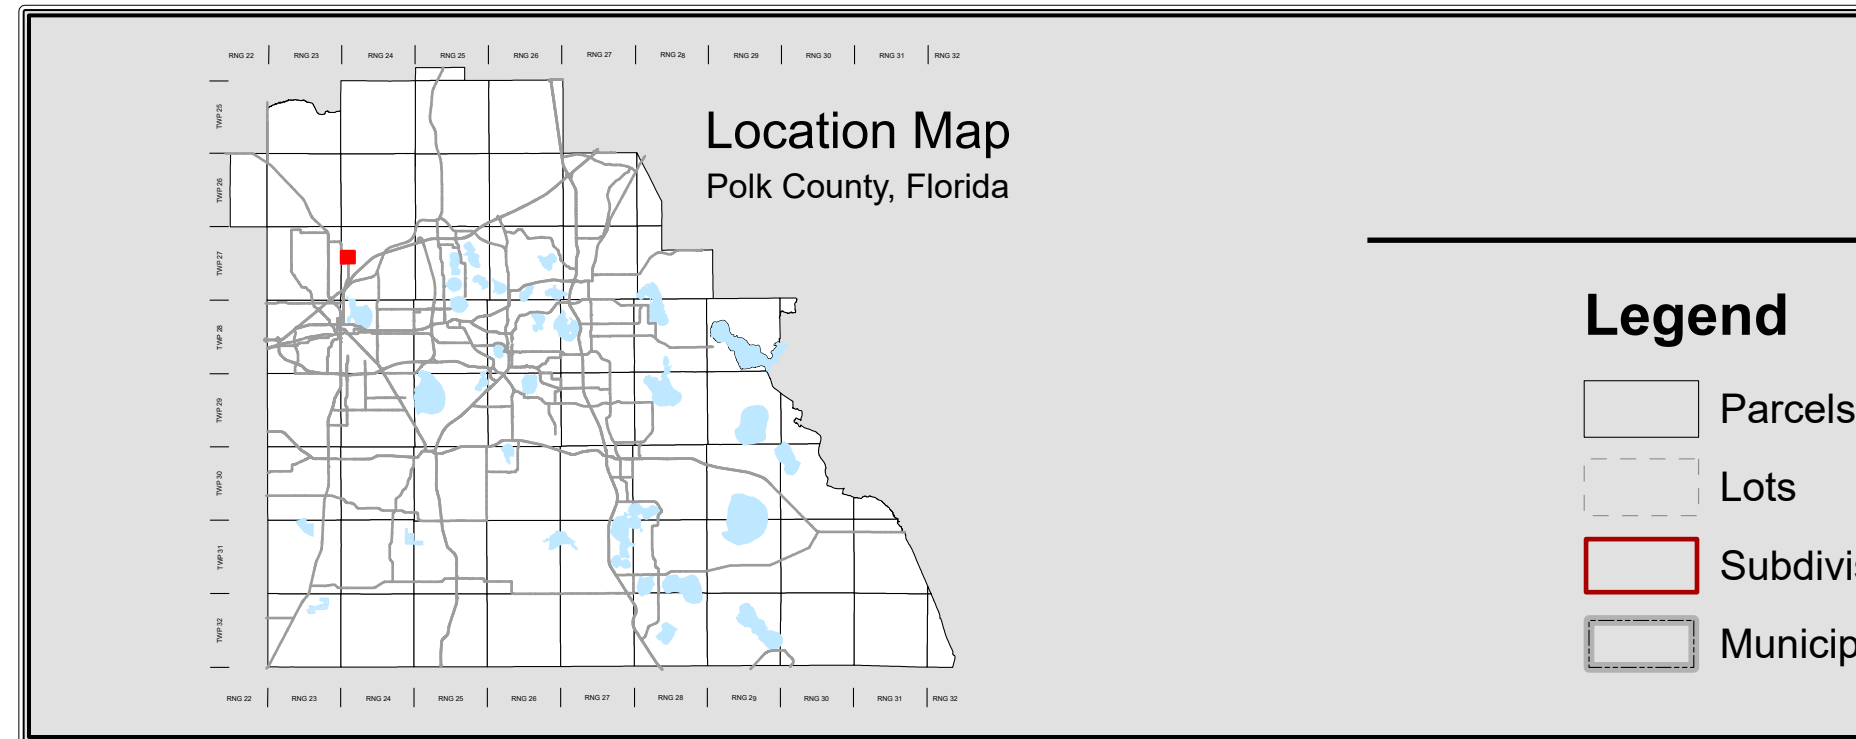 RNG 22 RNG 23 RNG 24 RNG 25 RNG 26 RNG 27 RNG 28 RNG 29 RNG 30 RNG 31 RNG 32
TWP 25
TWP 26
TWP 27
TWP 28
TWP 29
TWP 30
TWP 31
TWP 32
RNG 22 RNG 23 RNG 24 RNG 25 RNG 26 RNG 27 RNG 28 RNG 29 RNG 30 RNG 31 RNG 32
Location Map
Polk County, Florida
Legend
Parcels
Lots
Subdivis
Municip